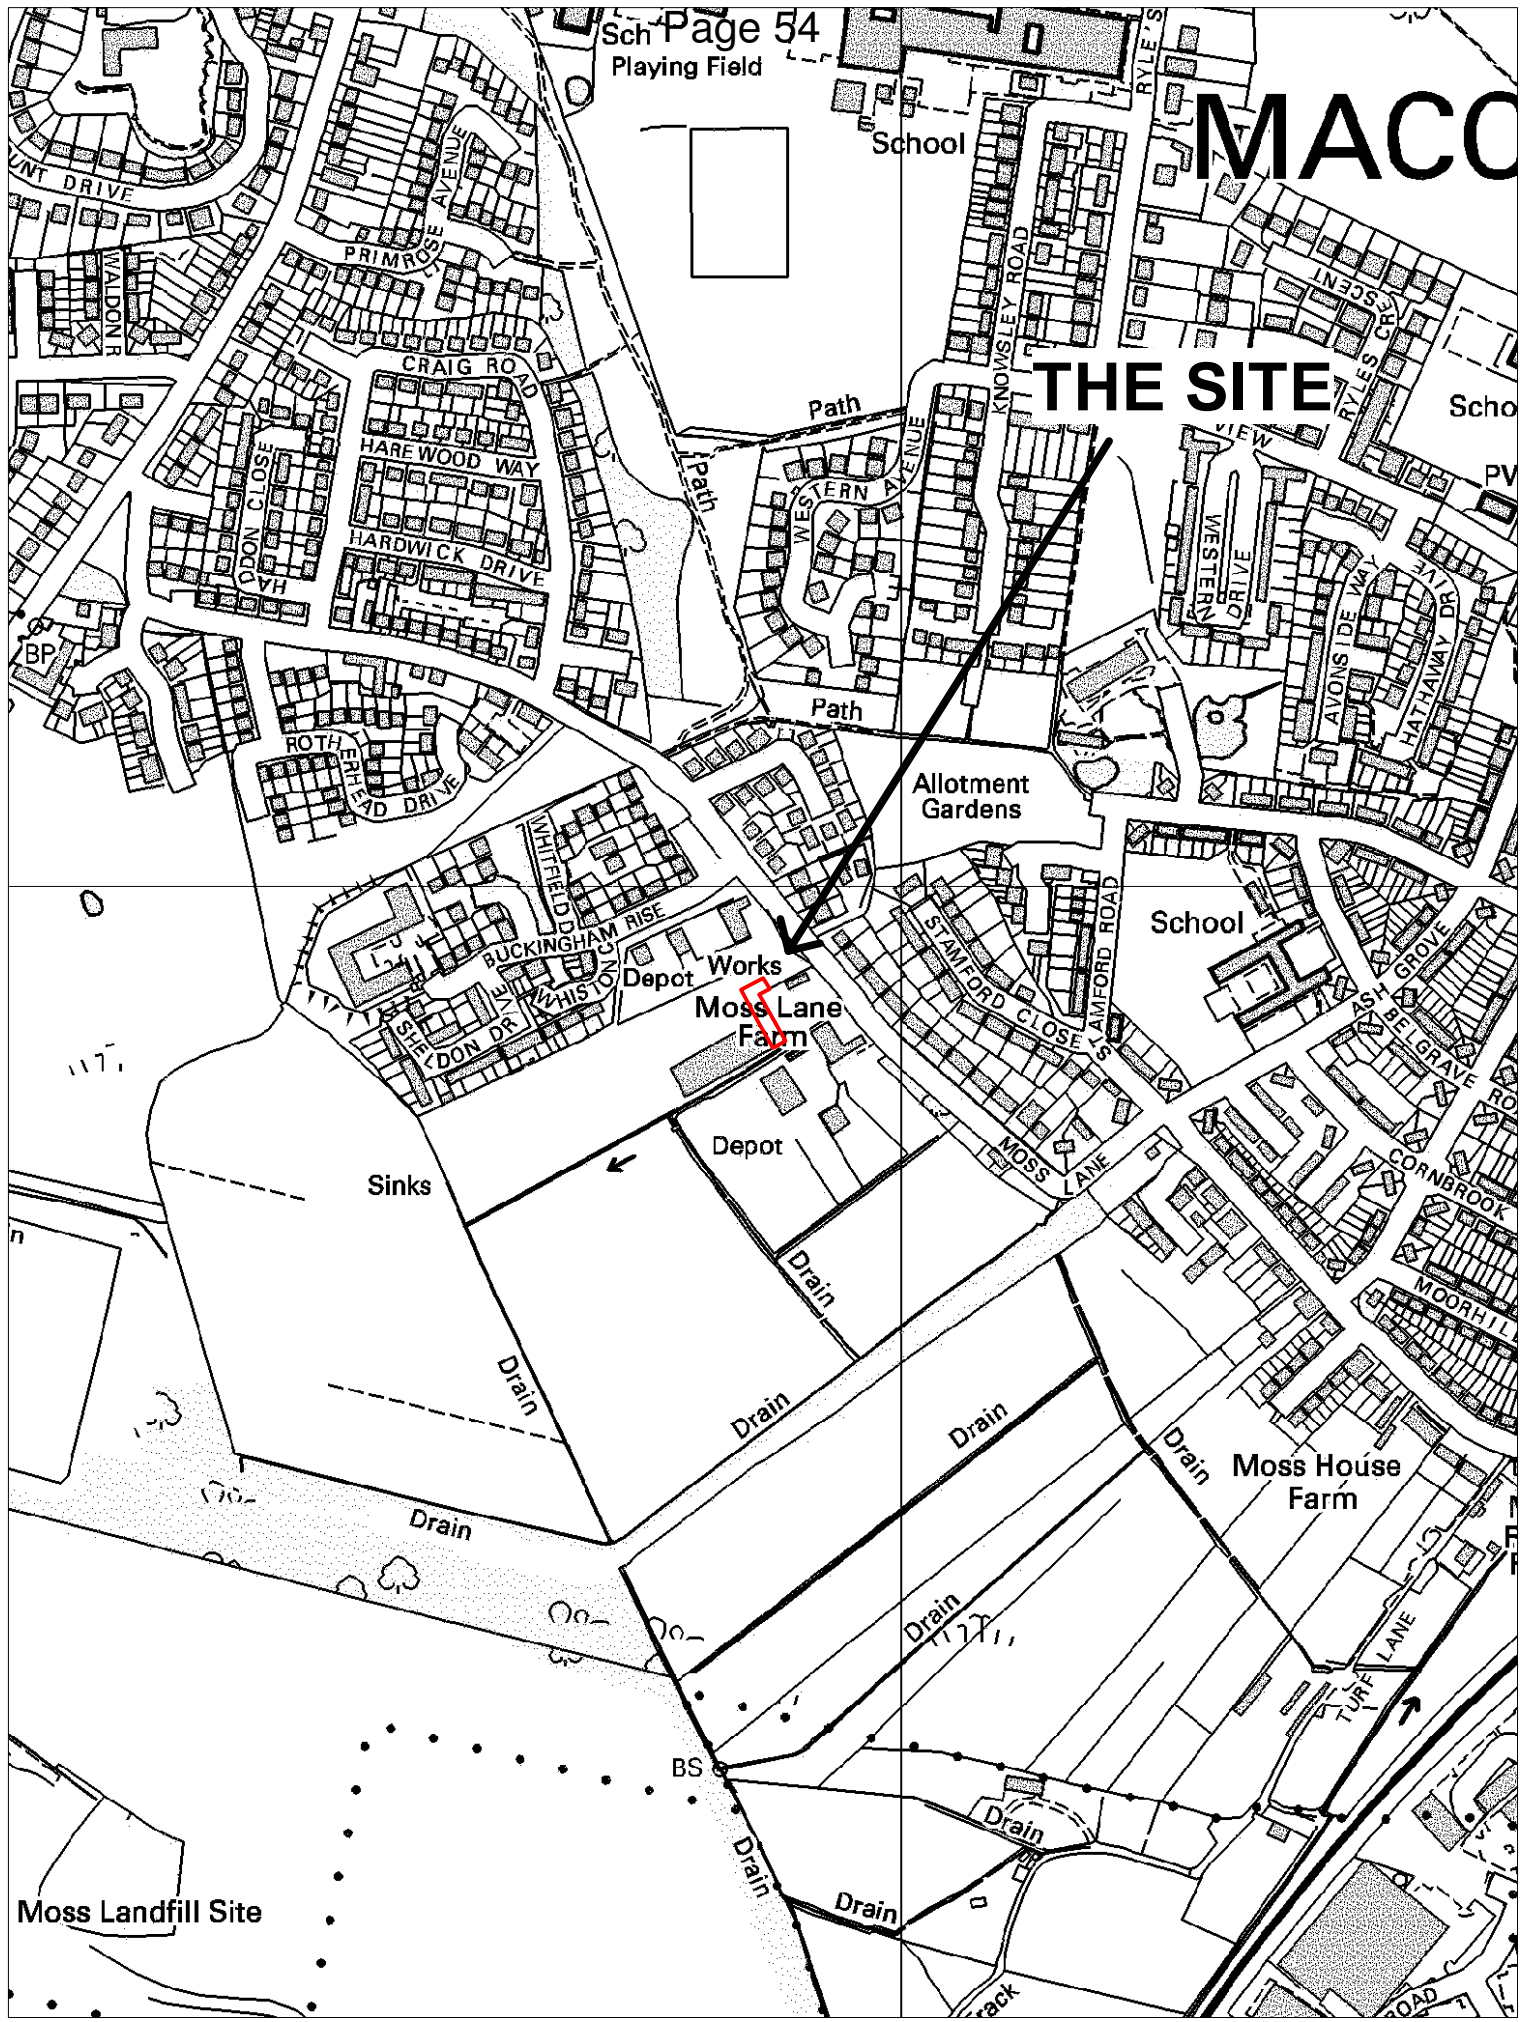 Page 54
Sch
Playing Field
School
RYLE'S
MACC
UNT DRIVE
PRIMROSE AVENUE
WALDON R
KNOWSLEY ROAD
RYLES CRESCENT
CRAIG ROAD
THE SITE
Path
Scho
VIEW
HAREWOOD WAY
Path
WESTERN AVENUE
PV
HADDON CLOSE
HARDWICK DRIVE
WESTERN DRIVE
AVONSIDE WAY
HATHAWAY DRIVE
BP
Path
ROTHERHEAD DRIVE
Allotment
Gardens
WHITFIELD D
BUCKINGHAM RISE
STAMFORD ROAD
School
STAMFORD CLOSE
ASH GROVE
Depot
Works
WHISTON C
SHELDON DRIVE
Moss Lane
Farm
BELGRAVE RO
Depot
MOSS LANE
CORNBROOK
Sinks
n
Drain
MOORHIL
Drain
Drain
Drain
Drain
Moss House
Farm
Drain
Drain
TURF LANE
BS
Drain
Drain
Drain
Moss Landfill Site
rack
ROAD